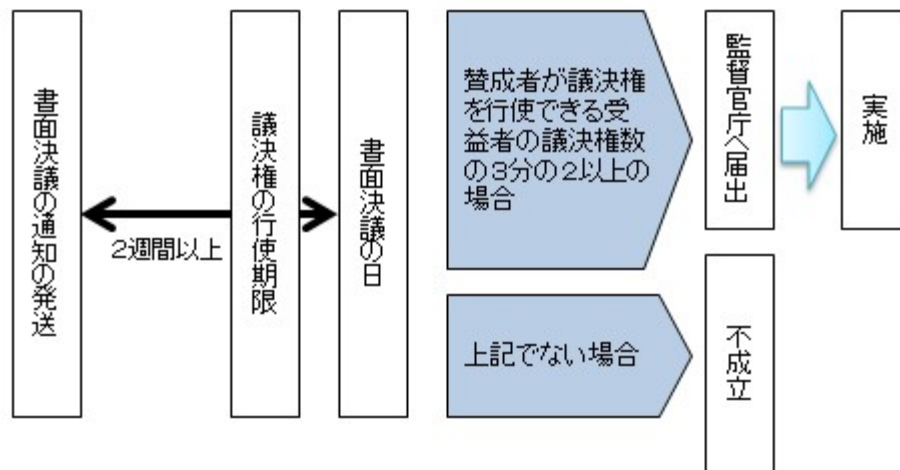 書面決議の通知の発送
2週間以上
議決権の行使期限
書面決議の日
賛成者が議決権
を行使できる受
益者の議決権数
の3分の2以上の
場合
監督官庁へ届出
実施
上記でない場合
不成立